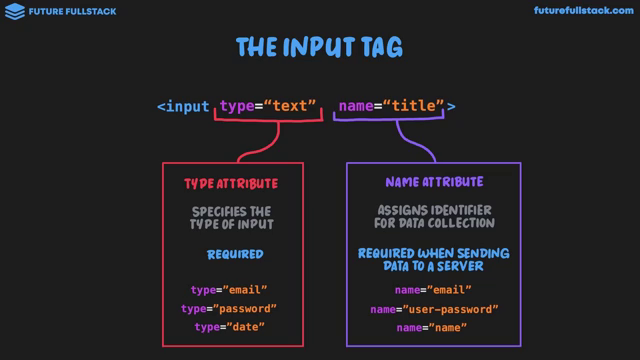 FUTURE FULLSTACK
futurefullstack.com
THE INPUT TAG
<input type="text" name="title">
TYPE ATTRIBUTE
SPECIFIES THE
TYPE OF INPUT
REQUIRED
type="email"
type="password"
type="date"
NAME ATTRIBUTE
ASSIGNS IDENTIFIER
FOR DATA COLLECTION
REQUIRED WHEN SENDING
DATA TO A SERVER
name="email"
name="user-password"
name="name"